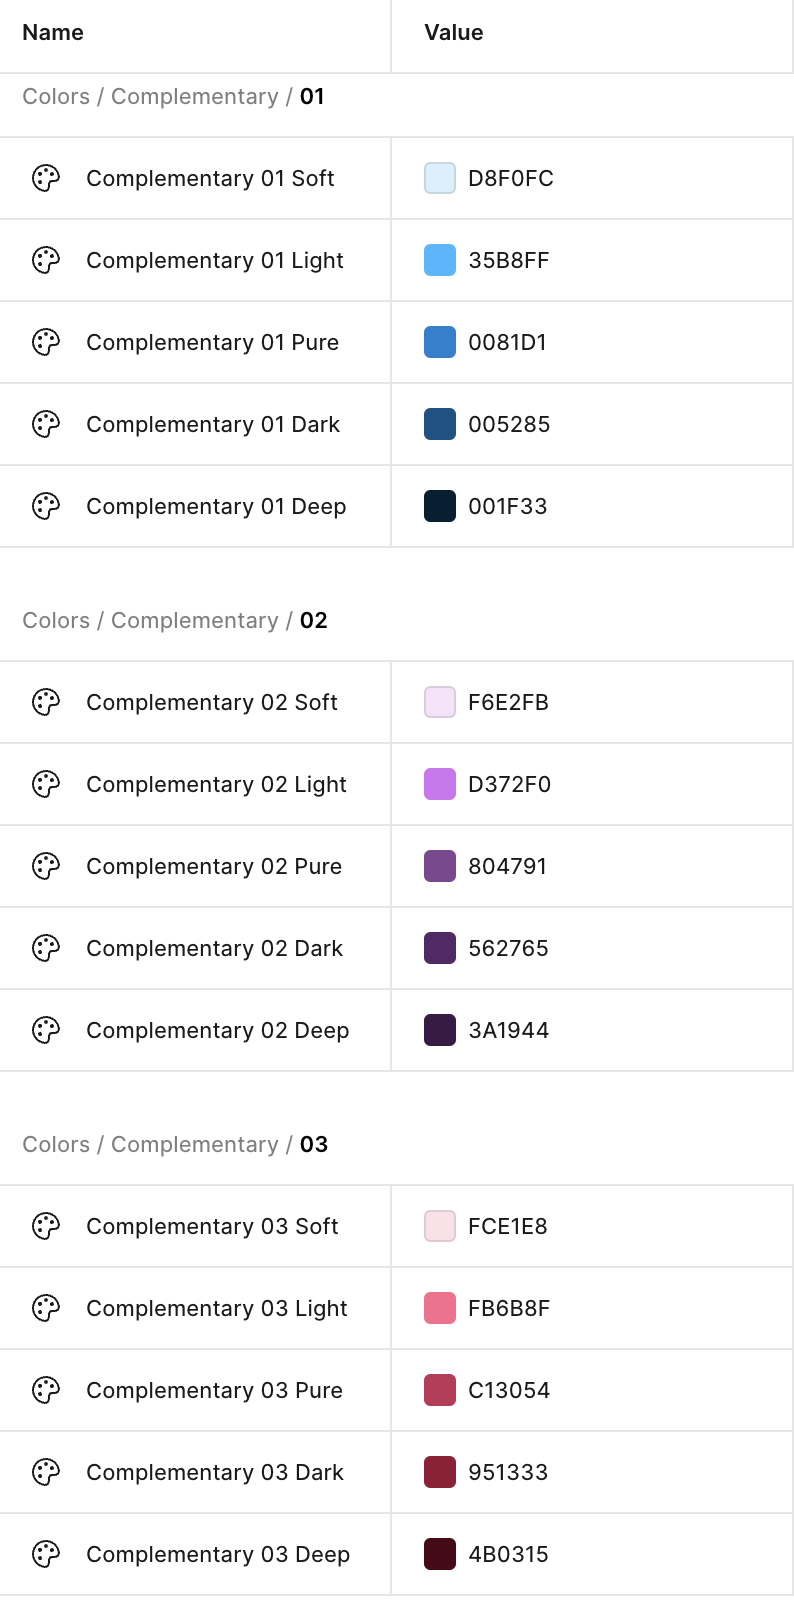 Name Value
Colors / Complementary / 01
Complementary 01 Soft D8F0FC
Complementary 01 Light 35B8FF
Complementary 01 Pure 0081D1
Complementary 01 Dark 005285
Complementary 01 Deep 001F33
Colors / Complementary / 02
Complementary 02 Soft F6E2FB
Complementary 02 Light D372F0
Complementary 02 Pure 804791
Complementary 02 Dark 562765
Complementary 02 Deep 3A1944
Colors / Complementary / 03
Complementary 03 Soft FCE1E8
Complementary 03 Light FB6B8F
Complementary 03 Pure C13054
Complementary 03 Dark 951333
Complementary 03 Deep 4B0315